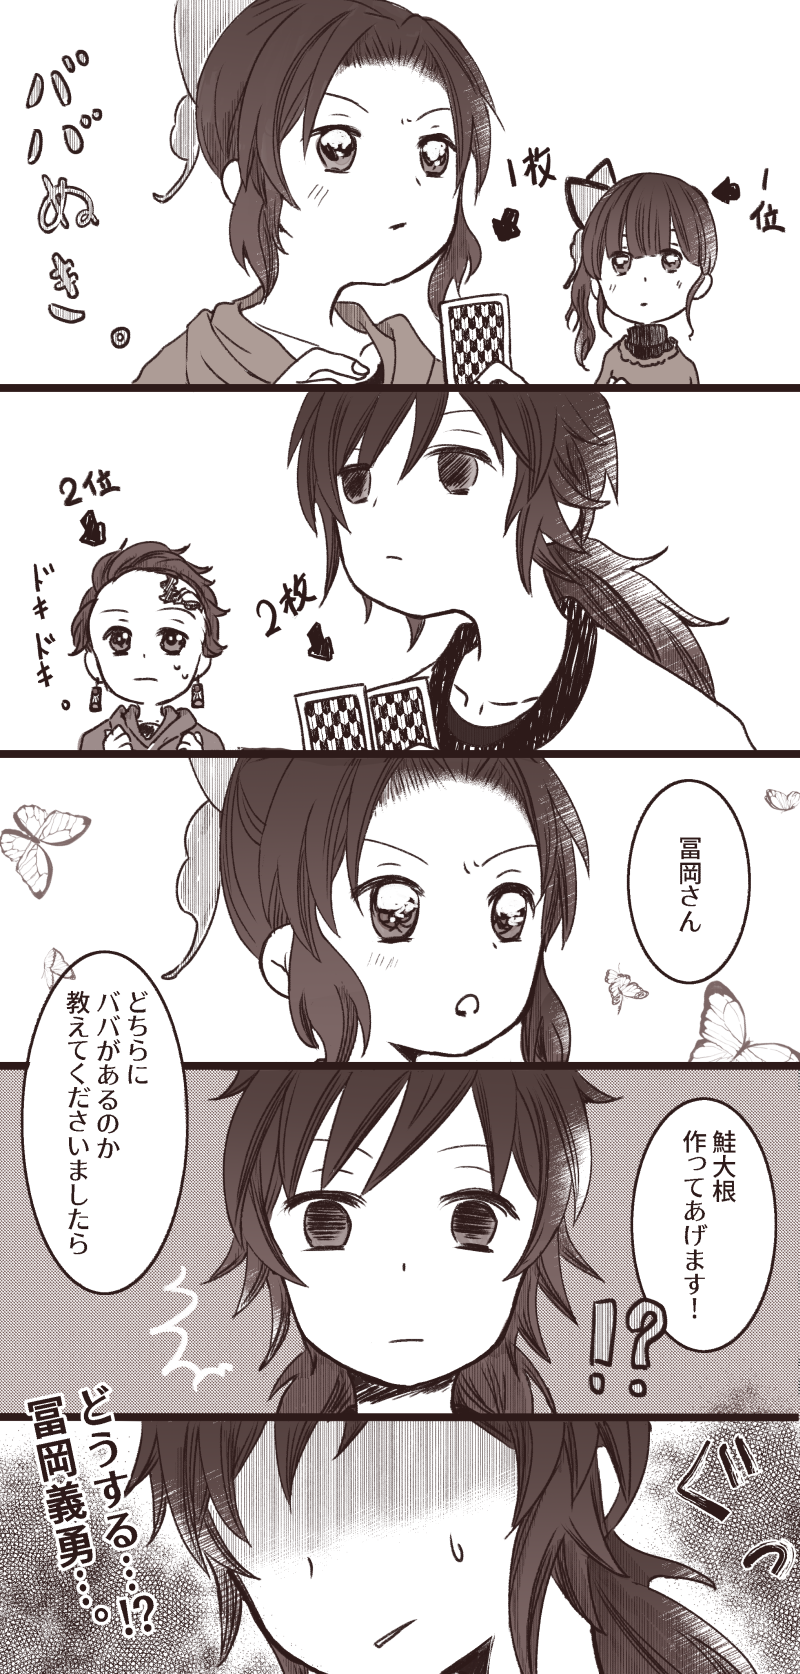 ババぬき。
1位
1枚
2枚
2位
ドキドキ。
冨岡さん
どちらに
ババがあるのか
教えてくださいましたら
鮭大根
作ってあげます！
!?
ぐっ
どうする…!?
冨岡義勇…。